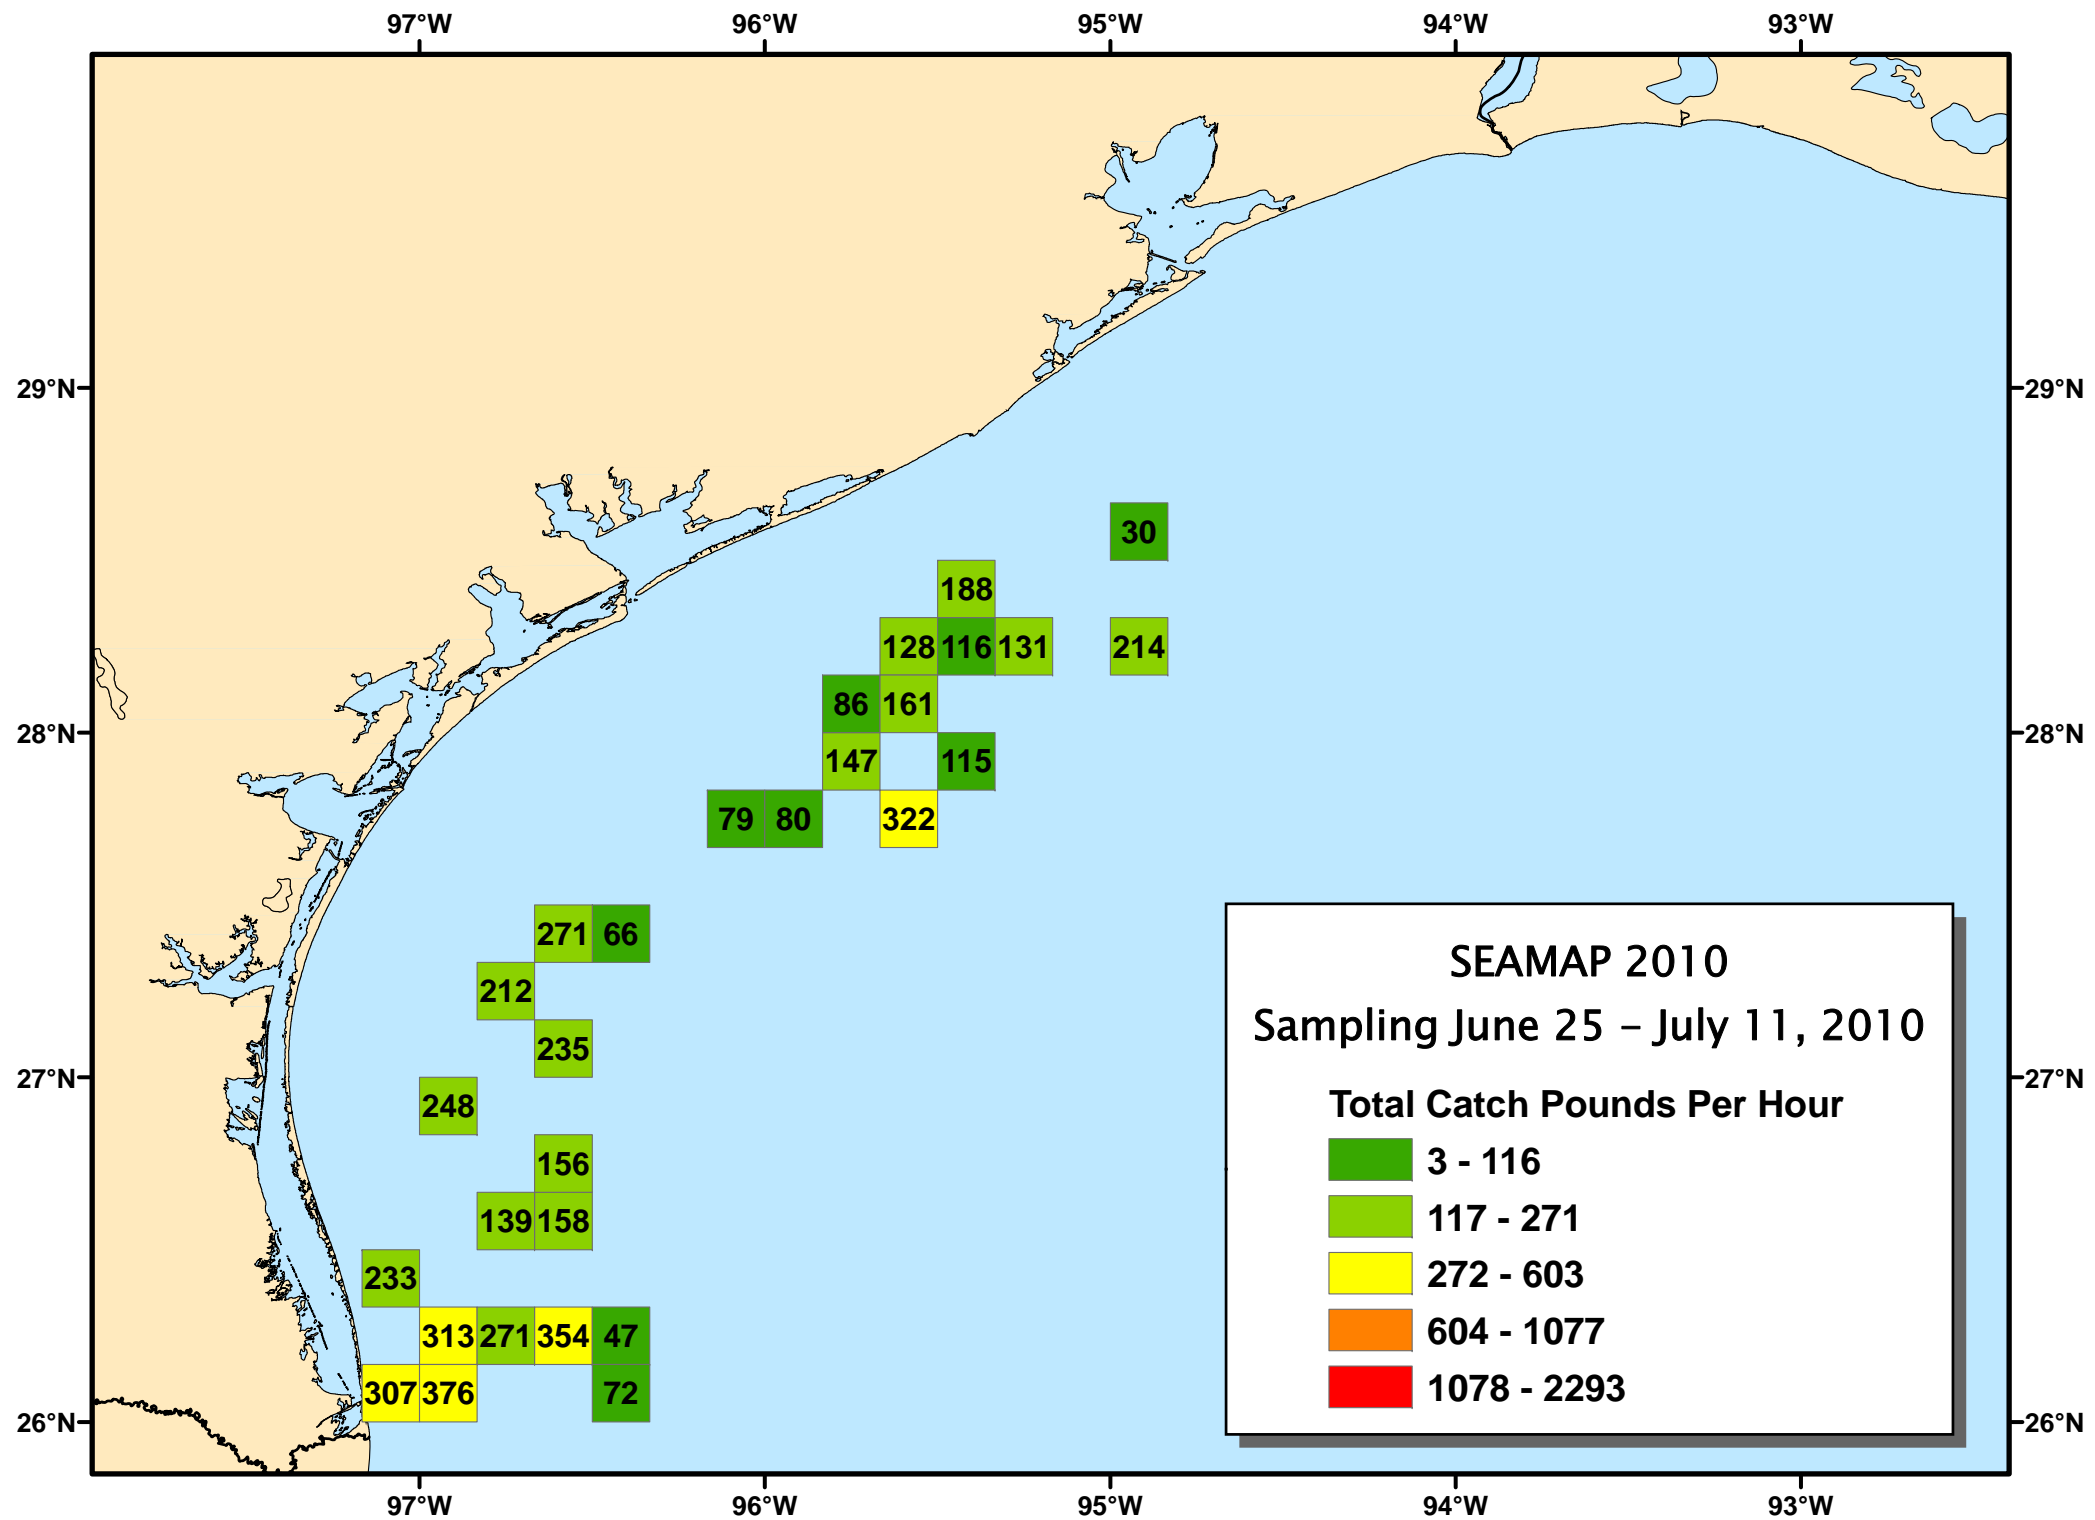 97°W 96°W 95°W 94°W 93°W
29°N 29°N
30
188
128 116 131 214
86 161
28°N 28°N
147 115
79 80 322
271 66
212
235
27°N 27°N
248
156
139 158
233
313 271 354 47
307 376 72
26°N 26°N
SEAMAP 2010
Sampling June 25 - July 11, 2010
Total Catch Pounds Per Hour
3 - 116
117 - 271
272 - 603
604 - 1077
1078 - 2293
97°W 96°W 95°W 94°W 93°W